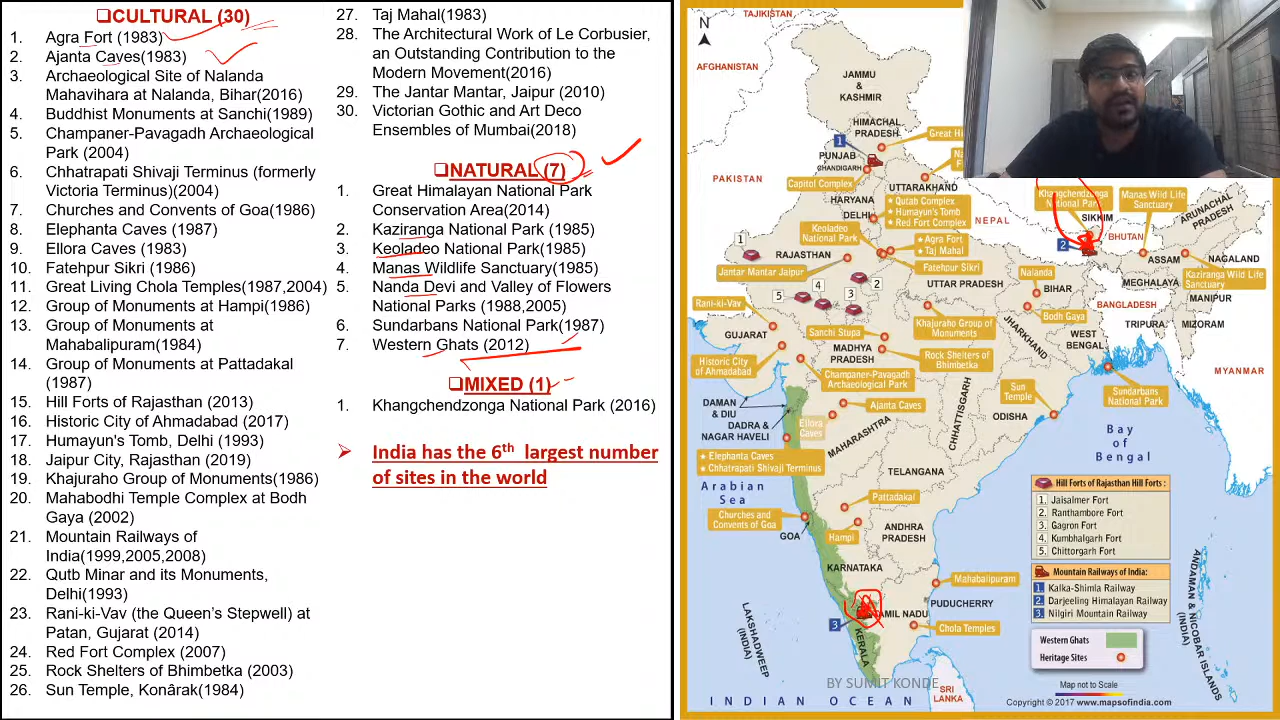 ❑CULTURAL (30)
1. Agra Fort (1983)
2. Ajanta Caves(1983)
3. Archaeological Site of Nalanda
Mahavihara at Nalanda, Bihar(2016)
4. Buddhist Monuments at Sanchi(1989)
5. Champaner-Pavagadh Archaeological
Park (2004)
6. Chhatrapati Shivaji Terminus (formerly
Victoria Terminus)(2004)
7. Churches and Convents of Goa(1986)
8. Elephanta Caves (1987)
9. Ellora Caves (1983)
10. Fatehpur Sikri (1986)
11. Great Living Chola Temples(1987,2004)
12. Group of Monuments at Hampi(1986)
13. Group of Monuments at
Mahabalipuram(1984)
14. Group of Monuments at Pattadakal
(1987)
15. Hill Forts of Rajasthan (2013)
16. Historic City of Ahmadabad (2017)
17. Humayun's Tomb, Delhi (1993)
18. Jaipur City, Rajasthan (2019)
19. Khajuraho Group of Monuments(1986)
20. Mahabodhi Temple Complex at Bodh
Gaya (2002)
21. Mountain Railways of
India(1999,2005,2008)
22. Qutb Minar and its Monuments,
Delhi(1993)
23. Rani-ki-Vav (the Queen's Stepwell) at
Patan, Gujarat (2014)
24. Red Fort Complex (2007)
25. Rock Shelters of Bhimbetka (2003)
26. Sun Temple, Konârak(1984)
27. Taj Mahal(1983)
28. The Architectural Work of Le Corbusier,
an Outstanding Contribution to the
Modern Movement(2016)
29. The Jantar Mantar, Jaipur (2010)
30. Victorian Gothic and Art Deco
Ensembles of Mumbai(2018)
❑NATURAL (7)
1. Great Himalayan National Park
Conservation Area(2014)
2. Kaziranga National Park (1985)
3. Keoladeo National Park(1985)
4. Manas Wildlife Sanctuary(1985)
5. Nanda Devi and Valley of Flowers
National Parks (1988,2005)
6. Sundarbans National Park(1987)
7. Western Ghats (2012)
❑MIXED (1)
1. Khangchendzonga National Park (2016)
➢ India has the 6th largest number
of sites in the world
N
TAJIKISTAN
AFGHANISTAN
JAMMU
& KASHMIR
HIMACHAL
PRADESH
Great Hi
1
PUNJAB
CHANDIGARH
PAKISTAN
Capitol Complex
UTTARAKHAND
HARYANA
DELHI
★ Qutab Complex
★ Humayun's Tomb
★ Red Fort Complex
NEPAL
Khangchendzonga
National Park
SIKKIM
2
BHUTAN
Manas Wild Life
Sanctuary
ARUNACHAL
PRADESH
Keoladeo
National Park
★ Agra Fort
★ Taj Mahal
1
RAJASTHAN
Jantar Mantar Jaipur
Fatehpur Sikri
UTTAR PRADESH
Nalanda
BIHAR
ASSAM
NAGALAND
Kaziranga Wild Life
Sanctuary
MEGHALAYA
MANIPUR
2
3
4
5
Rani-ki-Vav
Khajuraho Group of
Monuments
Bodh Gaya
BANGLADESH
GUJARAT
Sanchi Stupa
MADHYA
PRADESH
JHARKHAND
WEST
BENGAL
TRIPURA
MIZORAM
Historic City
of Ahmadabad
Rock Shelters of
Bhimbetka
Champaner-Pavagadh
Archaeological Park
CHHATTISGARH
Sun
Temple
MYANMAR
Sundarbans
National Park
DAMAN
& DIU
Ajanta Caves
DADRA &
NAGAR HAVELI
Ellora
Caves
MAHARASHTRA
ODISHA
★ Elephanta Caves
★ Chhatrapati Shivaji Terminus
Bay
of
Bengal
TELANGANA
Arabian
Sea
Pattadakal
Churches and
Convents of Goa
GOA
Hampi
ANDHRA
PRADESH
KARNATAKA
Mahabalipuram
PUDUCHERRY
TAMIL NADU
3
Chola Temples
KERALA
LAKSHADWEEP
(INDIA)
Hill Forts of Rajasthan Hill Forts :
1. Jaisalmer Fort
2. Ranthambore Fort
3. Gagron Fort
4. Kumbhalgarh Fort
5. Chittorgarh Fort
Mountain Railways of India:
1. Kalka-Shimla Railway
2. Darjeeling Himalayan Railway
3. Nilgiri Mountain Railway
Western Ghats
Heritage Sites
ANDAMAN & NICOBAR ISLANDS
(INDIA)
BY SUMIT KONDE
SRI
LANKA
INDIAN OCEAN
Map not to Scale
Copyright © 2017 www.mapsofindia.com